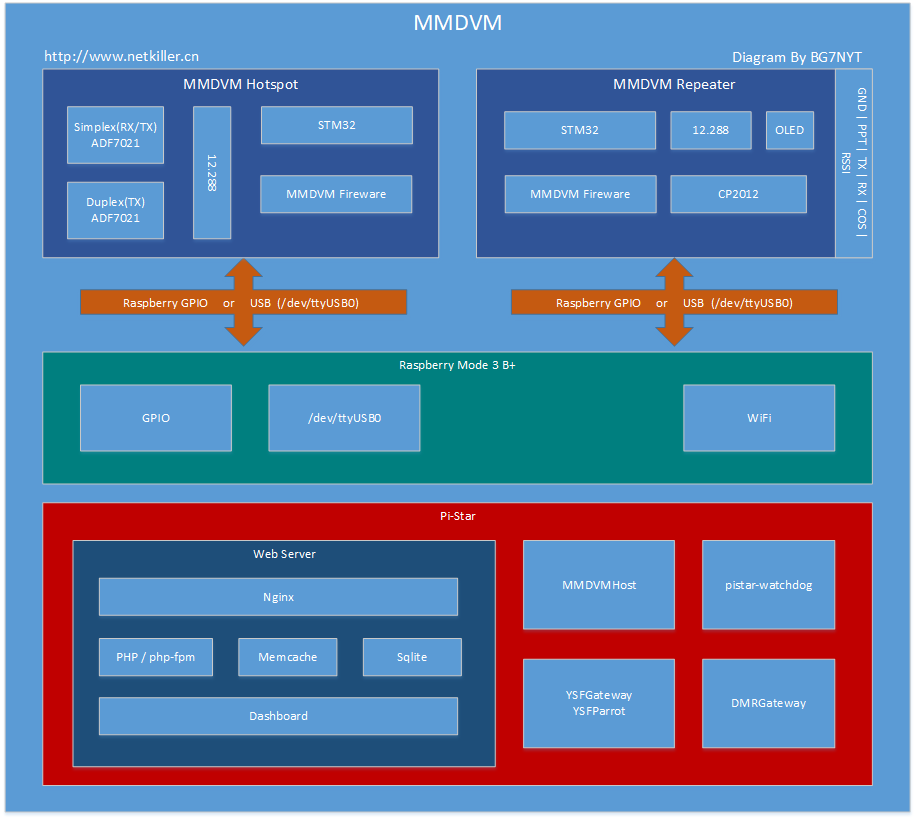 MMDVM
http://www.netkiller.cn
Diagram By BG7NYT
MMDVM Hotspot
Simplex(RX/TX)
ADF7021
Duplex(TX)
ADF7021
12.288
STM32
MMDVM Fireware
MMDVM Repeater
STM32
12.288
OLED
MMDVM Fireware
CP2012
GND | PPT | TX | RX | COS |
RSSI
Raspberry GPIO or USB (/dev/ttyUSB0)
Raspberry GPIO or USB (/dev/ttyUSB0)
Raspberry Mode 3 B+
GPIO
/dev/ttyUSB0
WiFi
Pi-Star
Web Server
Nginx
PHP / php-fpm
Memcache
Sqlite
Dashboard
MMDVMHost
pistar-watchdog
YSFGateway
YSFParrot
DMRGateway